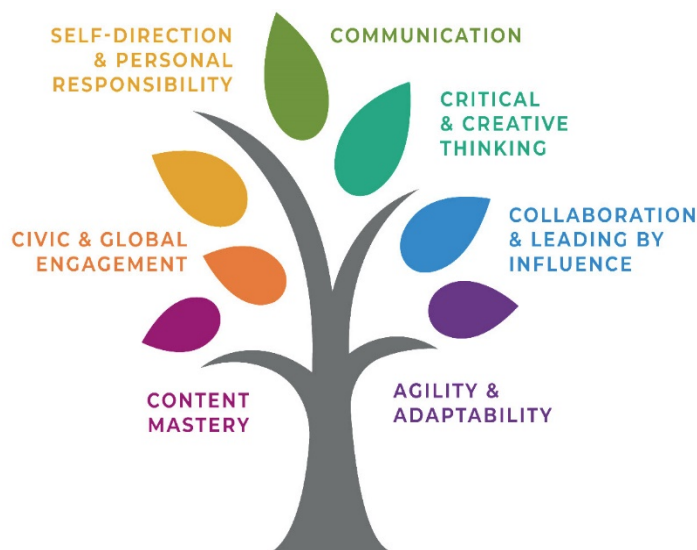 SELF-DIRECTION
& PERSONAL
RESPONSIBILITY
COMMUNICATION
CRITICAL
& CREATIVE
THINKING
CIVIC & GLOBAL
ENGAGEMENT
COLLABORATION
& LEADING BY
INFLUENCE
CONTENT
MASTERY
AGILITY &
ADAPTABILITY